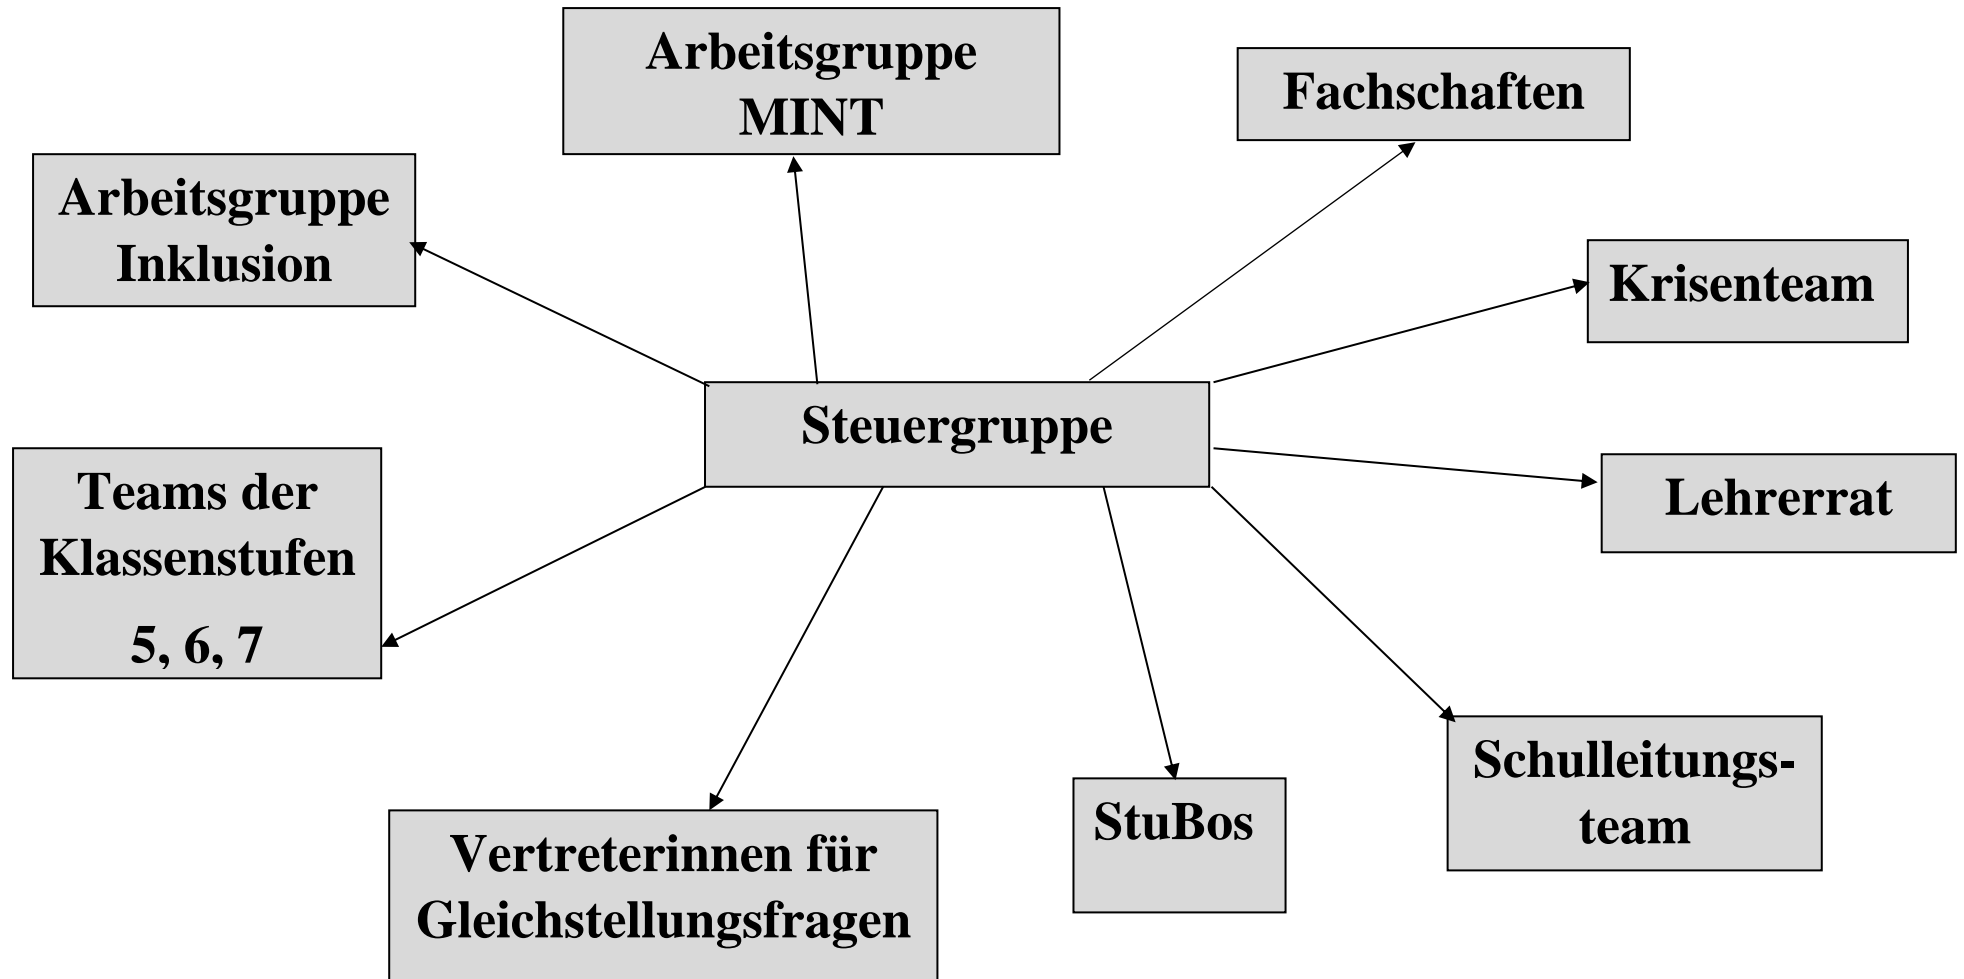 Arbeitsgruppe
MINT
Fachschaften
Arbeitsgruppe
Inklusion
Krisenteam
Steuergruppe
Teams der
Klassenstufen
5, 6, 7
Lehrerrat
Schulleitungs-
team
StuBos
Vertreterinnen für
Gleichstellungsfragen